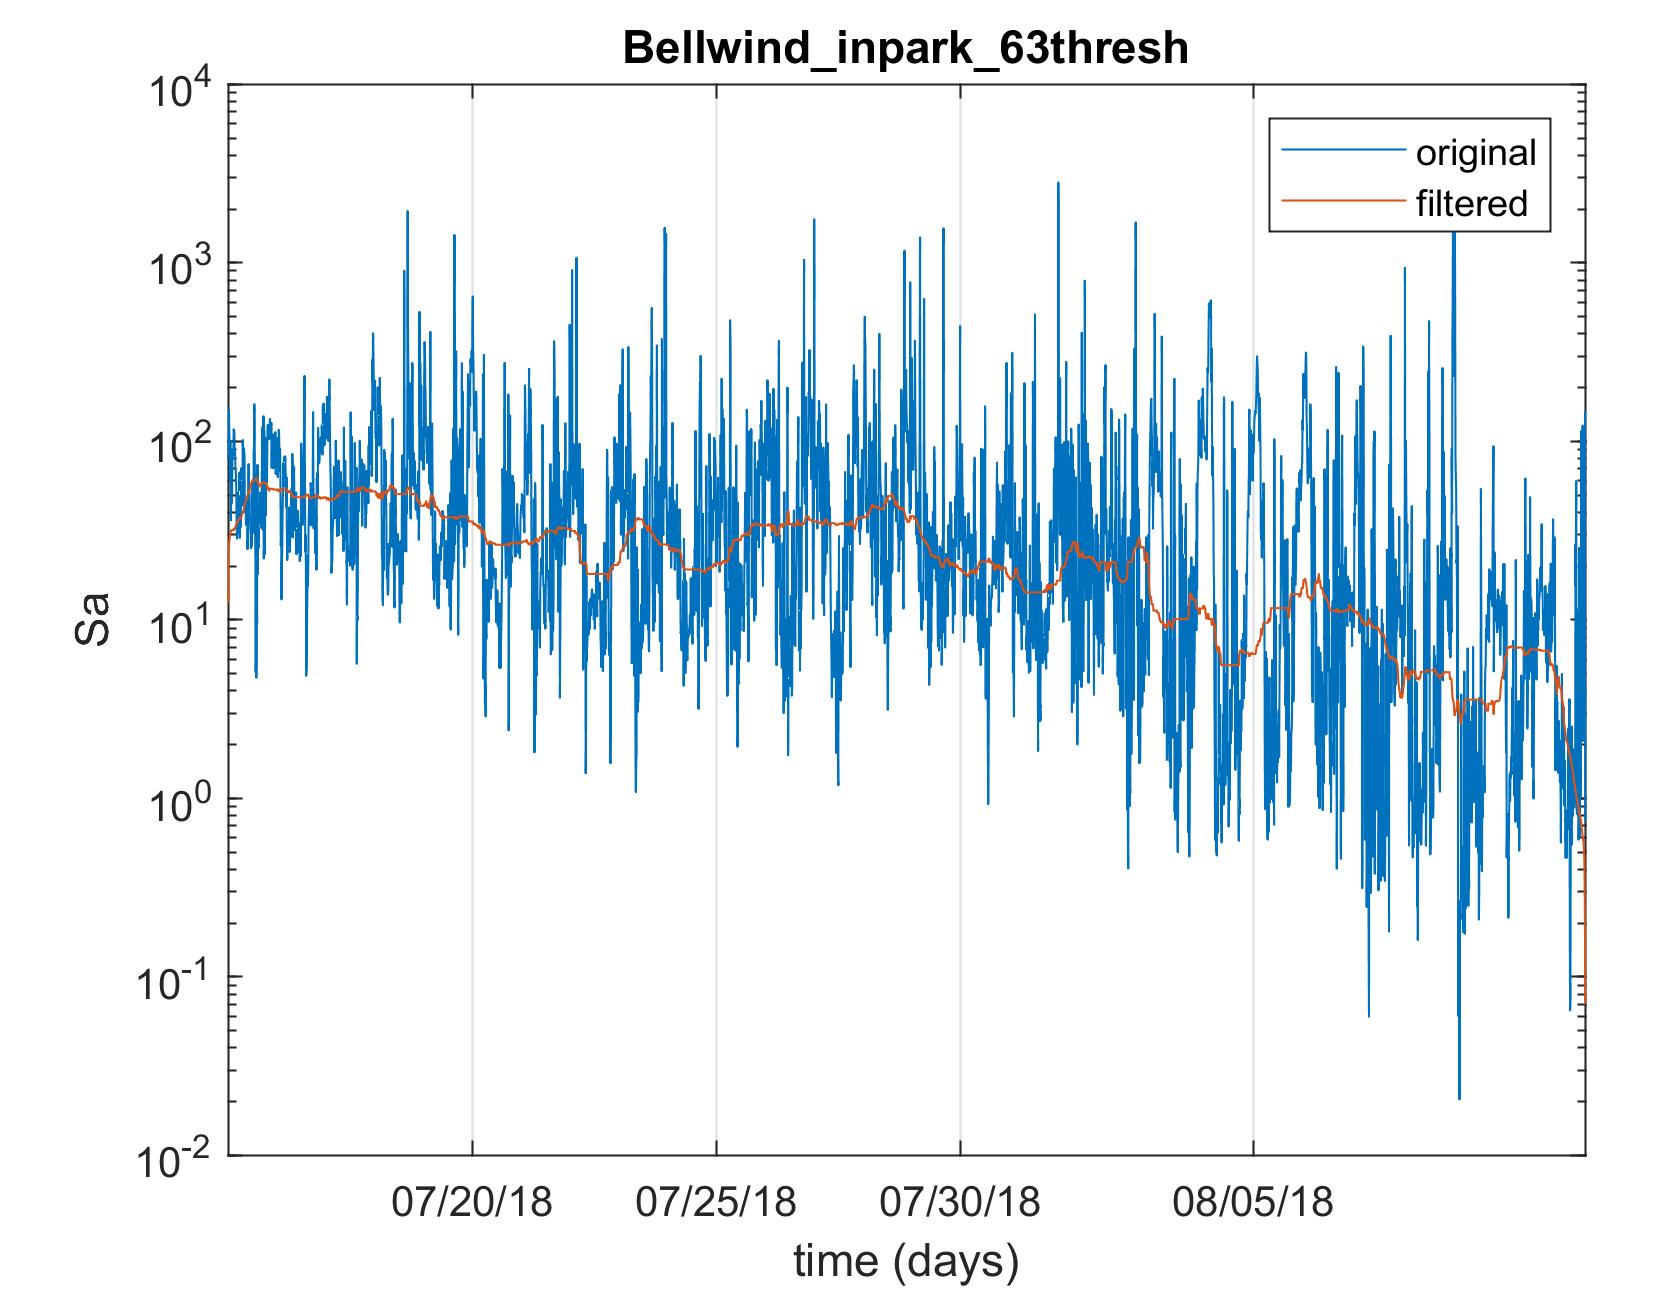 Bellwind_inpark_63thresh
original
filtered
10^4
10^3
10^2
10^1
10^0
10^-1
10^-2
Sa
07/20/18 07/25/18 07/30/18 08/05/18
time (days)